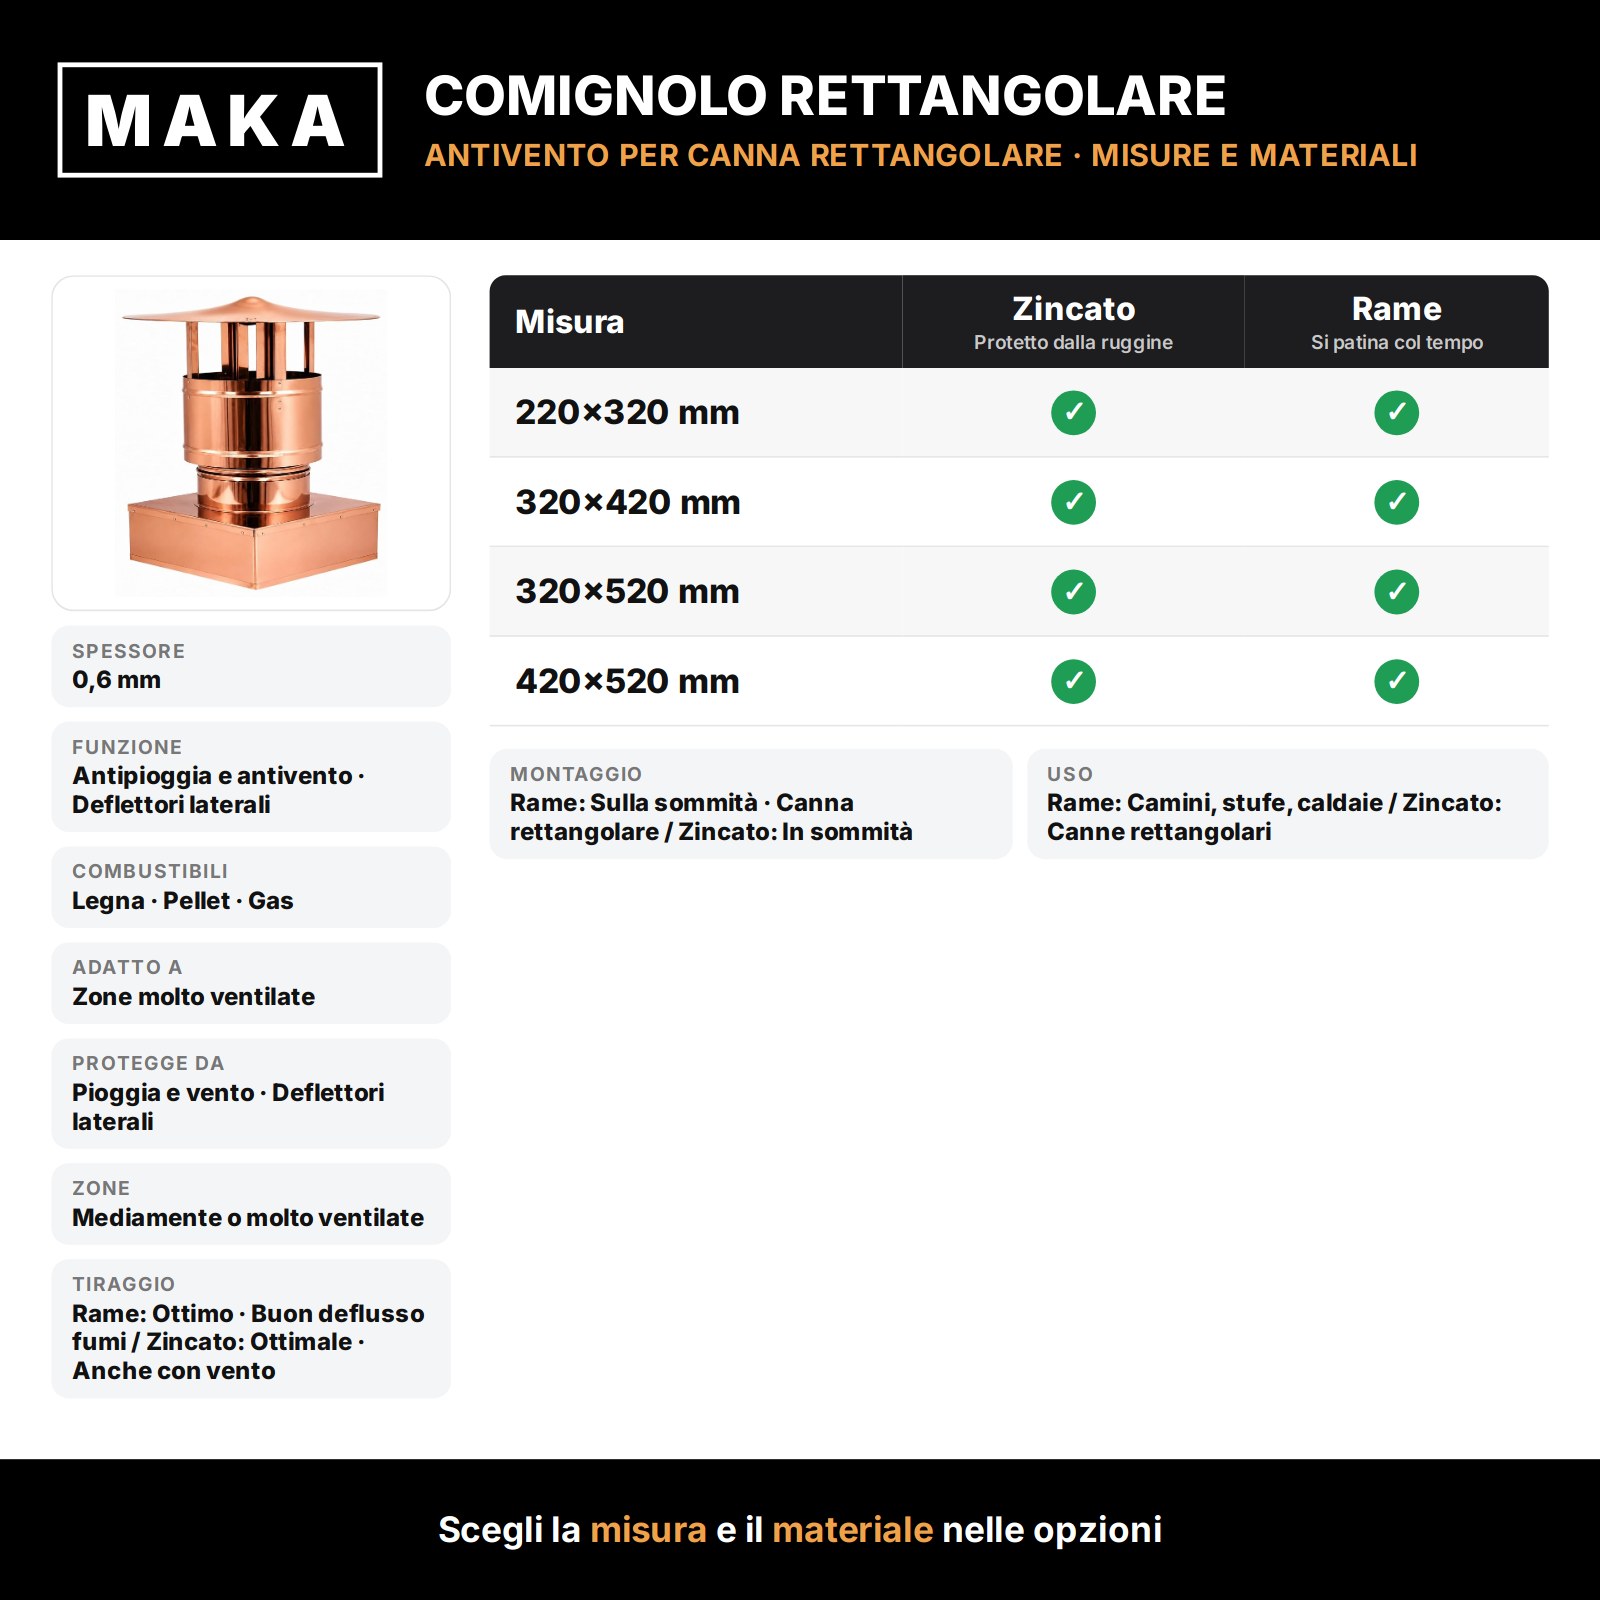 MAKA
COMIGNOLO RETTANGOLARE
ANTIVENTO PER CANNA RETTANGOLARE · MISURE E MATERIALI
SPESSORE
0,6 mm
FUNZIONE
Antipioggia e antivento ·
Deflettori laterali
COMBUSTIBILI
Legna · Pellet · Gas
ADATTO A
Zone molto ventilate
PROTEGGE DA
Pioggia e vento · Deflettori
laterali
ZONE
Mediamente o molto ventilate
TIRAGGIO
Rame: Ottimo · Buon deflusso
fumi / Zincato: Ottimale ·
Anche con vento
Misura Zincato Rame
Protetto dalla ruggine Si patina col tempo
220×320 mm ✓ ✓
320×420 mm ✓ ✓
320×520 mm ✓ ✓
420×520 mm ✓ ✓
MONTAGGIO
Rame: Sulla sommità · Canna
rettangolare / Zincato: In sommità
USO
Rame: Camini, stufe, caldaie / Zincato:
Canne rettangolari
Scegli la misura e il materiale nelle opzioni